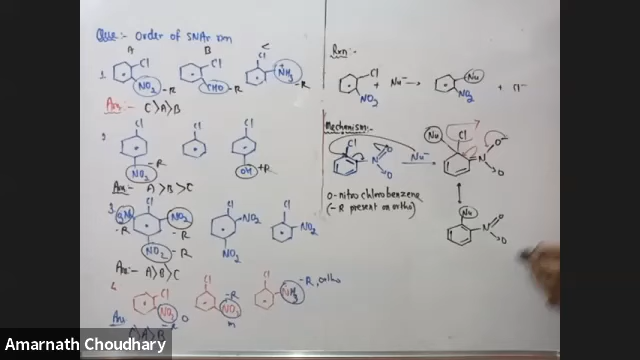 Ques:- Order of SNAr rxn
A B C
Cl Cl Cl
1. NO2 -R CHO -R NH3 -R
Ans:- C>A>B
2. Cl Cl Cl
NO2 -R OH +R
Ans:- A>B>C
3. Cl Cl Cl
NO2 NO2 NO2
-R -R
NO2 -R NO2
Ans:- A>B>C
4. Cl Cl Cl
NO2 O NO2 -R m NH3 -R, ortho
Ans:-
Rxn:-
Cl + Nu- → Nu + Cl-
NO2 NO2
Mechanism:-
Cl N O O Nu- Nu Cl N O O
O-nitro chlorobenzene
(-R present on ortho)
Nu N O O
Amarnath Choudhary